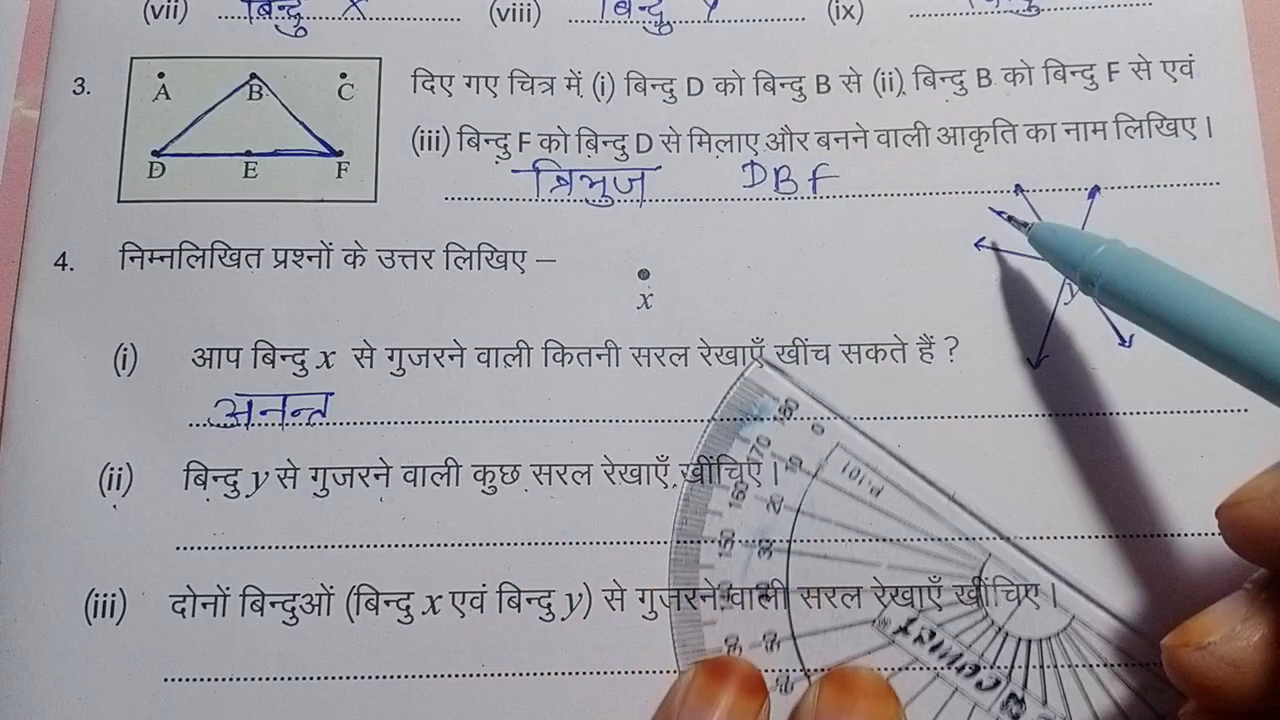 (vii) बिन्दु X (viii) बिन्दु Y (ix)
3. A B C D E F
दिए गए चित्र में (i) बिन्दु D को बिन्दु B से (ii) बिन्दु B को बिन्दु F से एवं
(iii) बिन्दु F को बिन्दु D से मिलाए और बनने वाली आकृति का नाम लिखिए।
त्रिभुज DBF
4. निम्नलिखित प्रश्नों के उत्तर लिखिए –
x
y
(i) आप बिन्दु x से गुजरने वाली कितनी सरल रेखाएँ खींच सकते हैं ?
अनन्त
(ii) बिन्दु y से गुजरने वाली कुछ सरल रेखाएँ खींचिए।
(iii) दोनों बिन्दुओं (बिन्दु x एवं बिन्दु y) से गुजरने वाली सरल रेखाएँ खींचिए।